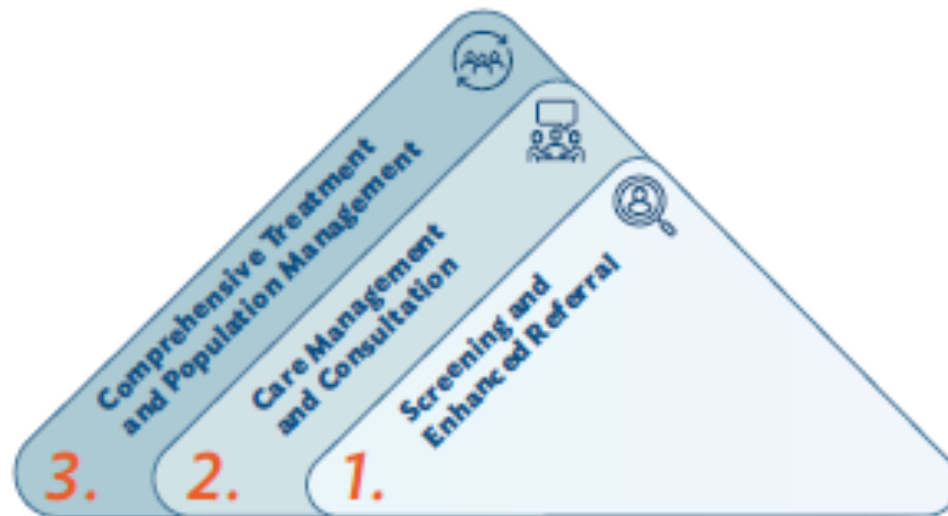 Comprehensive Treatment
and Population Management
3.
Care Management
and Consultation
2.
Screening and
Enhanced Referral
1.